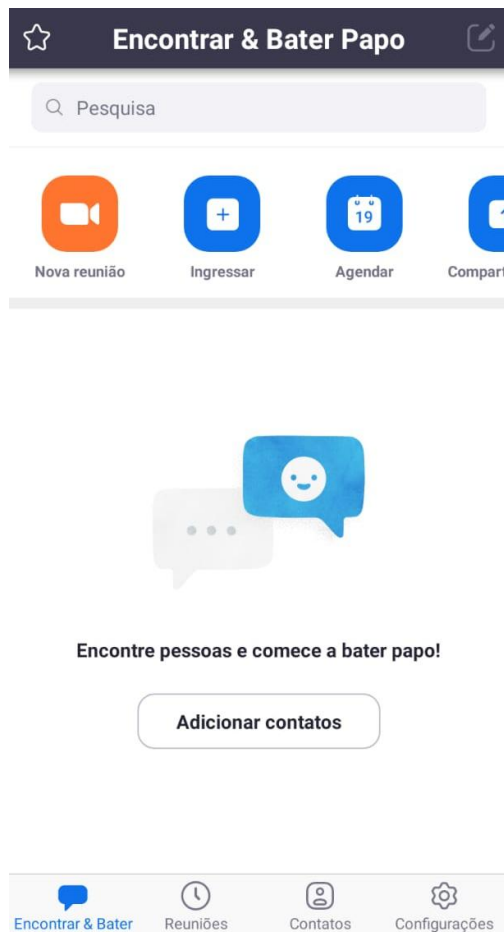 Encontrar & Bater Papo
Pesquisa
19
Nova reunião
Ingressar
Agendar
Compart
Encontre pessoas e comece a bater papo!
Adicionar contatos
Encontrar & Bater
Reuniões
Contatos
Configurações